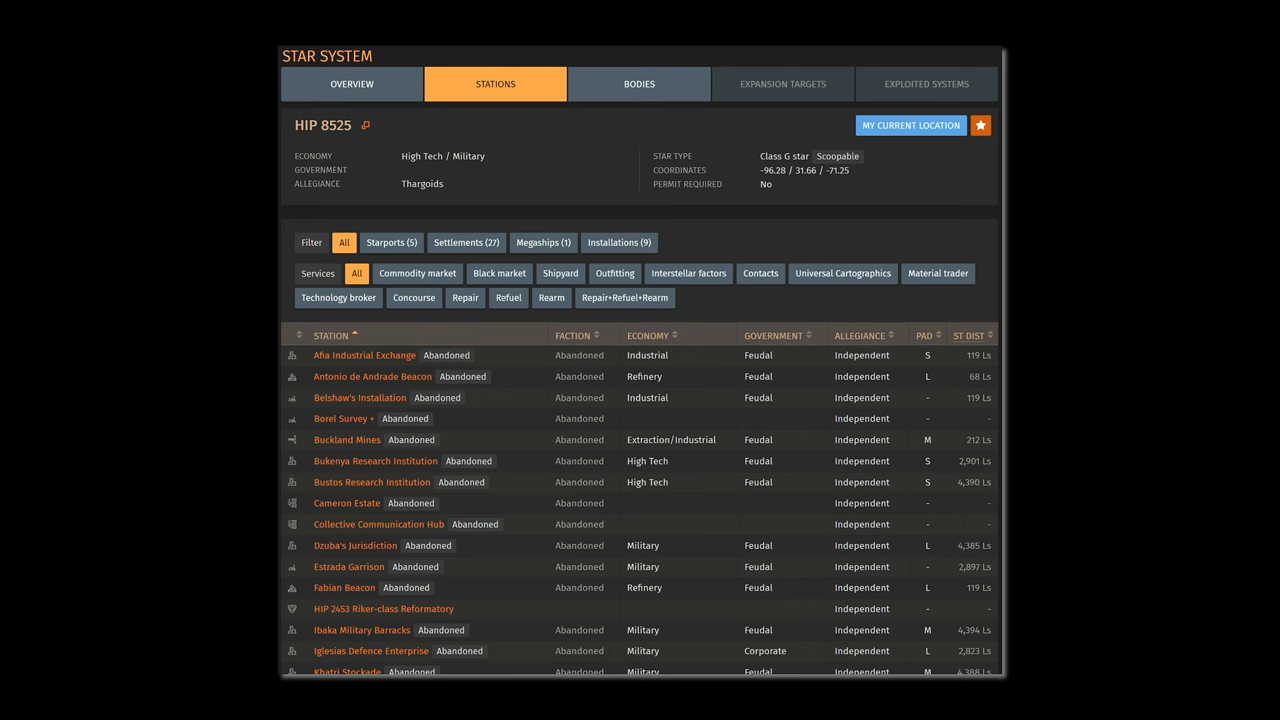 STAR SYSTEM
OVERVIEW STATIONS BODIES EXPANSION TARGETS EXPLOITED SYSTEMS
HIP 8525 MY CURRENT LOCATION
ECONOMY High Tech / Military STAR TYPE Class G star Scoopable
GOVERNMENT COORDINATES -96.28 / 31.66 / -71.25
ALLEGIANCE Thargoids PERMIT REQUIRED No
Filter All Starports (5) Settlements (27) Megaships (1) Installations (9)
Services All Commodity market Black market Shipyard Outfitting Interstellar factors Contacts Universal Cartographics Material trader
Technology broker Concourse Repair Refuel Rearm Repair+Refuel+Rearm
STATION FACTION ECONOMY GOVERNMENT ALLEGIANCE PAD ST DIST
Afia Industrial Exchange Abandoned Abandoned Industrial Feudal Independent S 119 Ls
Antonio de Andrade Beacon Abandoned Abandoned Refinery Feudal Independent L 68 Ls
Belshaw's Installation Abandoned Abandoned Industrial Feudal Independent - 119 Ls
Borel Survey + Abandoned Abandoned Independent - -
Buckland Mines Abandoned Abandoned Extraction/Industrial Feudal Independent M 212 Ls
Bukenya Research Institution Abandoned Abandoned High Tech Feudal Independent S 2,901 Ls
Bustos Research Institution Abandoned Abandoned High Tech Feudal Independent S 4,390 Ls
Cameron Estate Abandoned Abandoned Independent - -
Collective Communication Hub Abandoned Abandoned Independent - -
Dzuba's Jurisdiction Abandoned Abandoned Military Feudal Independent L 4,385 Ls
Estrada Garrison Abandoned Abandoned Military Feudal Independent - 2,897 Ls
Fabian Beacon Abandoned Abandoned Refinery Feudal Independent L 119 Ls
HIP 2453 Riker-class Reformatory Independent - -
Ibaka Military Barracks Abandoned Abandoned Military Feudal Independent M 4,394 Ls
Iglesias Defence Enterprise Abandoned Abandoned Military Corporate Independent L 2,823 Ls
Khatri Stockade Abandoned Abandoned Military Feudal Independent M 4,388 Ls